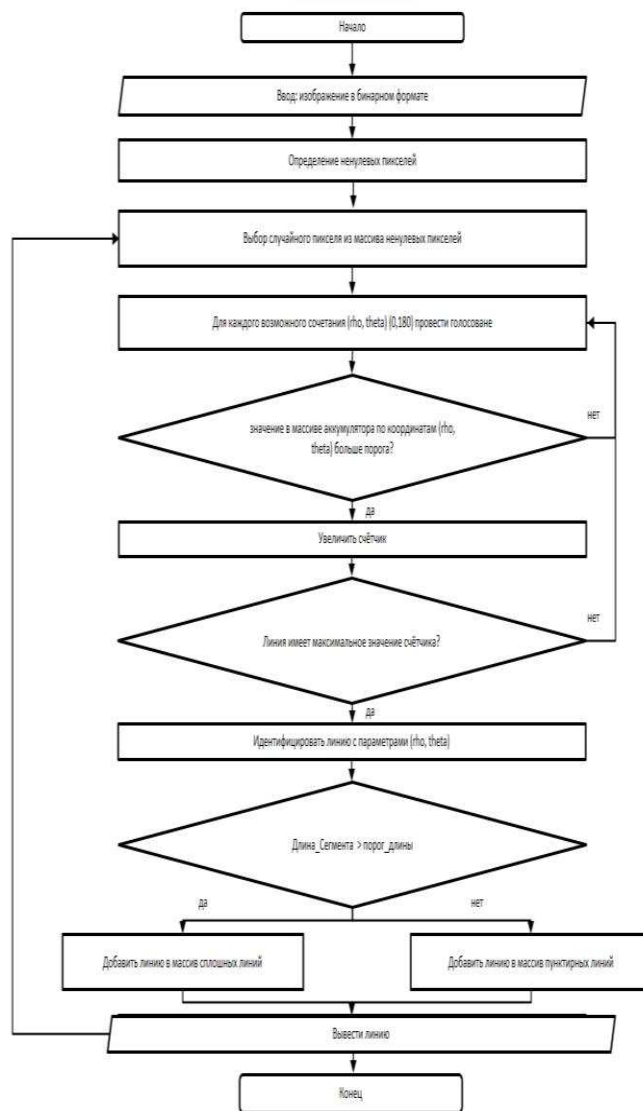 Начало
Ввод: изображение в бинарном формате
Определение ненулевых пикселей
Выбор случайного пикселя из массива ненулевых пикселей
Для каждого возможного сочетания (rho, theta) (0,180) провести голосоване
значение в массиве аккумулятора по координатам (rho,
theta) больше порога?
нет
да
Увеличить счётчик
Линия имеет максимальное значение счётчика?
нет
да
Идентифицировать линию с параметрами (rho, theta)
Длина_Сегмента > порог_длины
да
нет
Добавить линию в массив сплошных линий
Добавить линию в массив пунктирных линий
Вывести линию
Конец